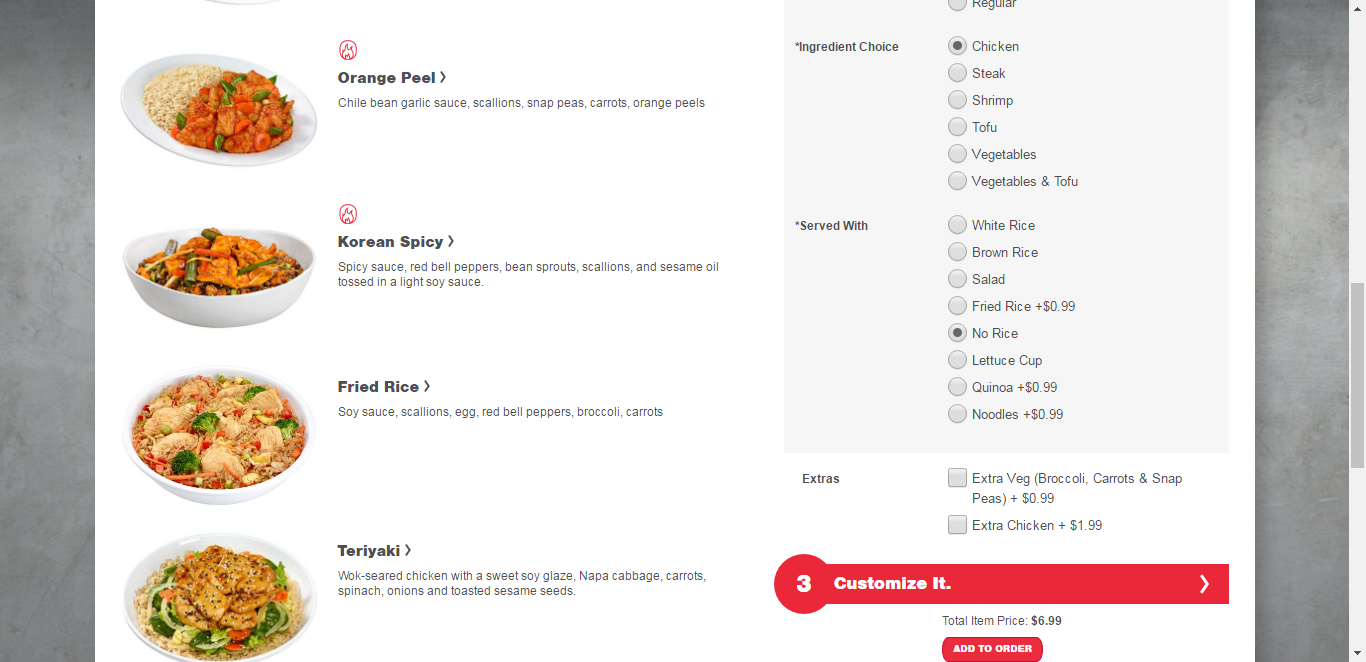 Orange Peel
Chile bean garlic sauce, scallions, snap peas, carrots, orange peels
Korean Spicy
Spicy sauce, red bell peppers, bean sprouts, scallions, and sesame oil
tossed in a light soy sauce.
Fried Rice
Soy sauce, scallions, egg, red bell peppers, broccoli, carrots
Teriyaki
Wok-seared chicken with a sweet soy glaze, Napa cabbage, carrots,
spinach, onions and toasted sesame seeds.
Regular
*Ingredient Choice
Chicken
Steak
Shrimp
Tofu
Vegetables
Vegetables & Tofu
*Served With
White Rice
Brown Rice
Salad
Fried Rice +$0.99
No Rice
Lettuce Cup
Quinoa +$0.99
Noodles +$0.99
Extras
Extra Veg (Broccoli, Carrots & Snap
Peas) + $0.99
Extra Chicken + $1.99
3 Customize It.
Total Item Price: $6.99
ADD TO ORDER